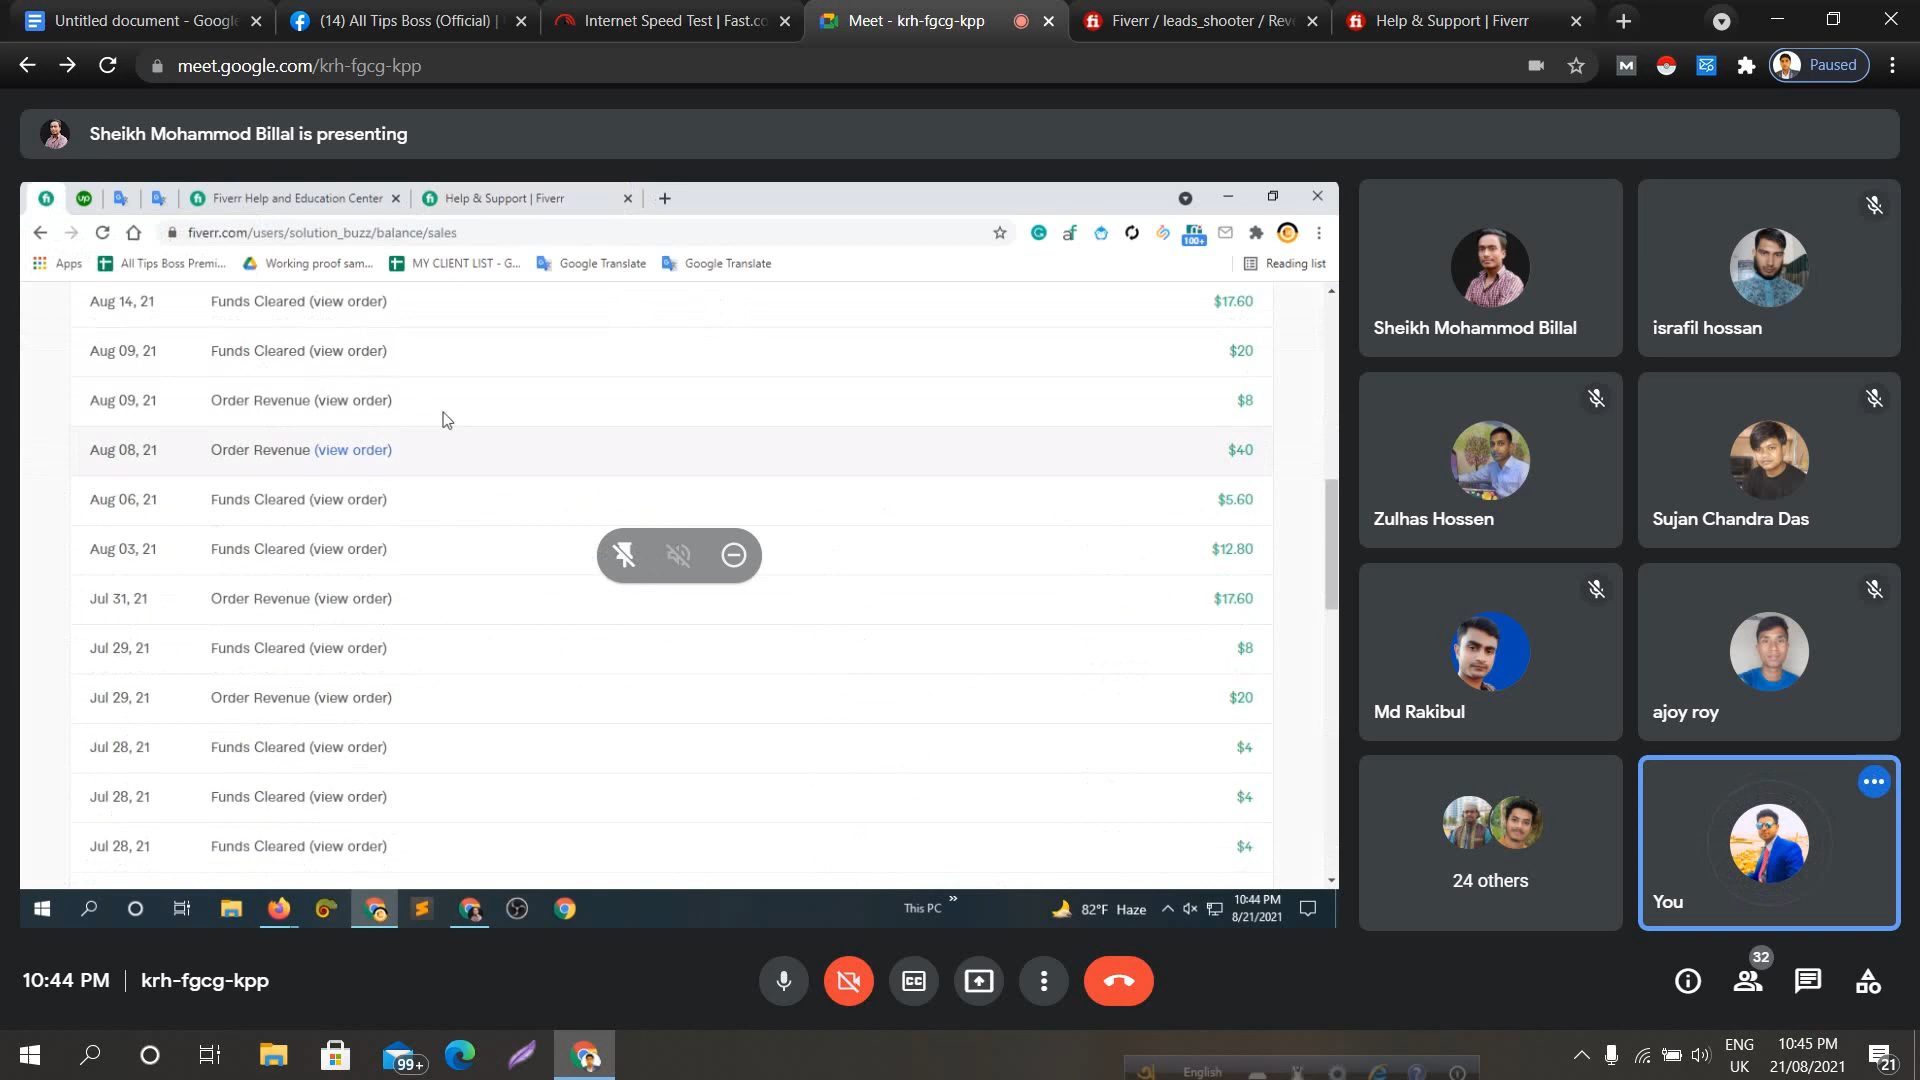 Untitled document - Google
(14) All Tips Boss (Official) |
Internet Speed Test | Fast.co
Meet - krh-fgcg-kpp
Fiverr / leads_shooter / Reve
Help & Support | Fiverr
meet.google.com/krh-fgcg-kpp
M
Paused
Sheikh Mohammod Billal is presenting
Fiverr Help and Education Center
Help & Support | Fiverr
fiverr.com/users/solution_buzz/balance/sales
af
100+
Apps
All Tips Boss Premi...
Working proof sam...
MY CLIENT LIST - G...
Google Translate
Google Translate
Reading list
Aug 14, 21 Funds Cleared (view order) $17.60
Aug 09, 21 Funds Cleared (view order) $20
Aug 09, 21 Order Revenue (view order) $8
Aug 08, 21 Order Revenue (view order) $40
Aug 06, 21 Funds Cleared (view order) $5.60
Aug 03, 21 Funds Cleared (view order) $12.80
Jul 31, 21 Order Revenue (view order) $17.60
Jul 29, 21 Funds Cleared (view order) $8
Jul 29, 21 Order Revenue (view order) $20
Jul 28, 21 Funds Cleared (view order) $4
Jul 28, 21 Funds Cleared (view order) $4
Jul 28, 21 Funds Cleared (view order) $4
This PC
82°F Haze
10:44 PM
8/21/2021
Sheikh Mohammod Billal
israfil hossan
Zulhas Hossen
Sujan Chandra Das
Md Rakibul
ajoy roy
24 others
You
10:44 PM | krh-fgcg-kpp
CC
32
99+
English
ENG
UK
10:45 PM
21/08/2021
21